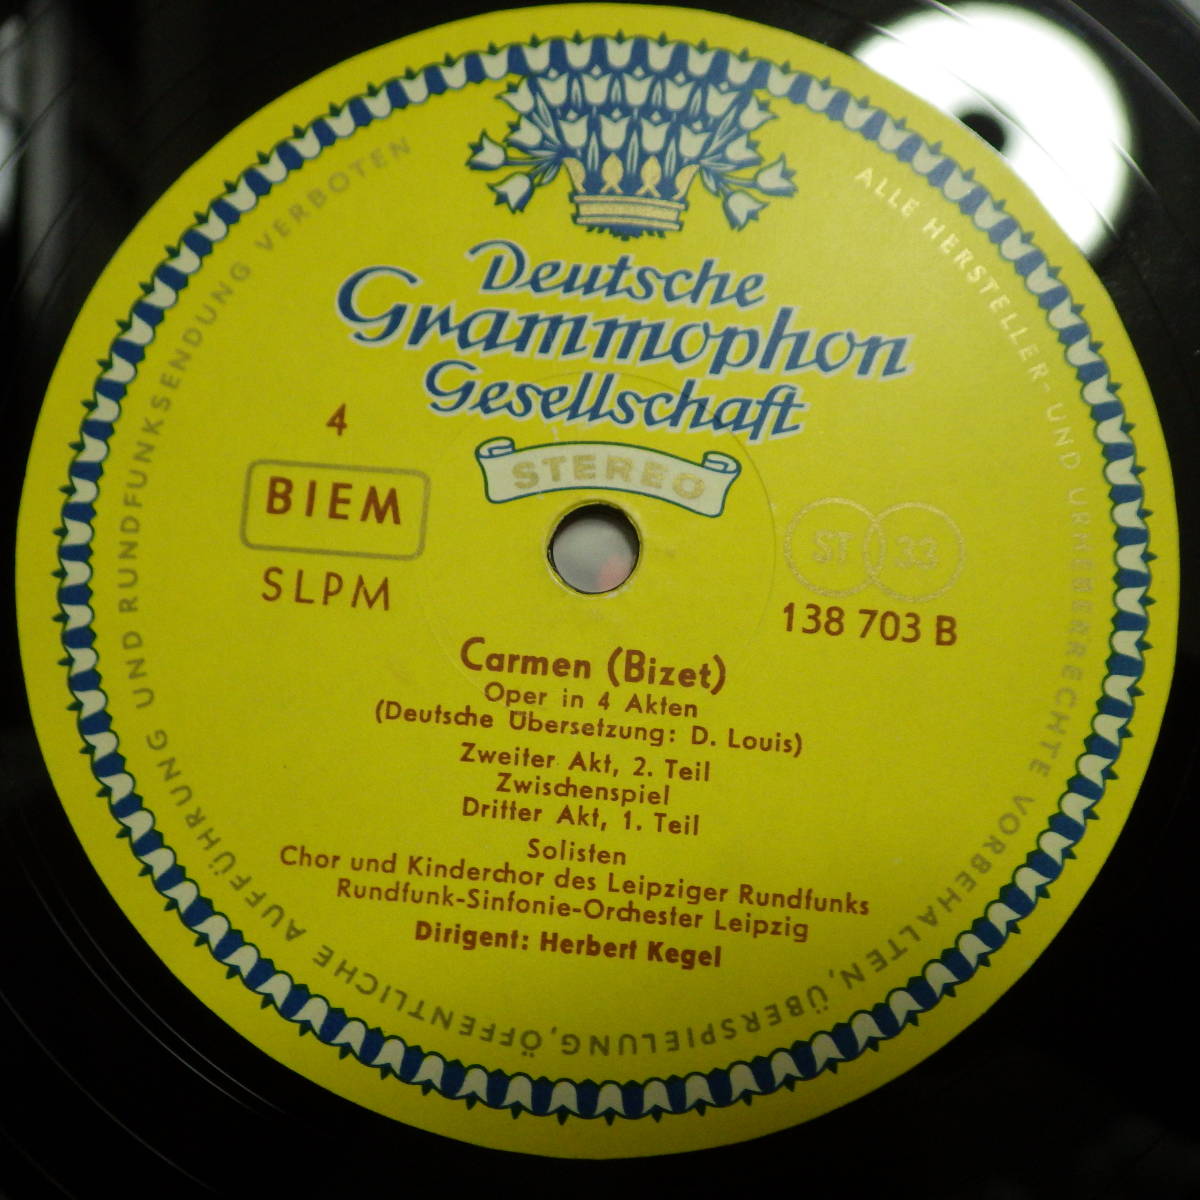 Deutsche
Grammophon
Gesellschaft
STEREO
4
BIEM
SLPM
ST 33
138 703 B
Carmen (Bizet)
Oper in 4 Akten
(Deutsche Übersetzung: D. Louis)
Zweiter Akt, 2. Teil
Zwischenspiel
Dritter Akt, 1. Teil
Solisten
Chor und Kinderchor des Leipziger Rundfunks
Rundfunk-Sinfonie-Orchester Leipzig
Dirigent: Herbert Kegel
ALLE HERSTELLER- UND URHEBERRECHTE VORBEHALTEN, ÜBERSPIELUNG, ÖFFENTLICHE AUFFÜHRUNG UND RUNDFUNKSENDUNG VERBOTEN